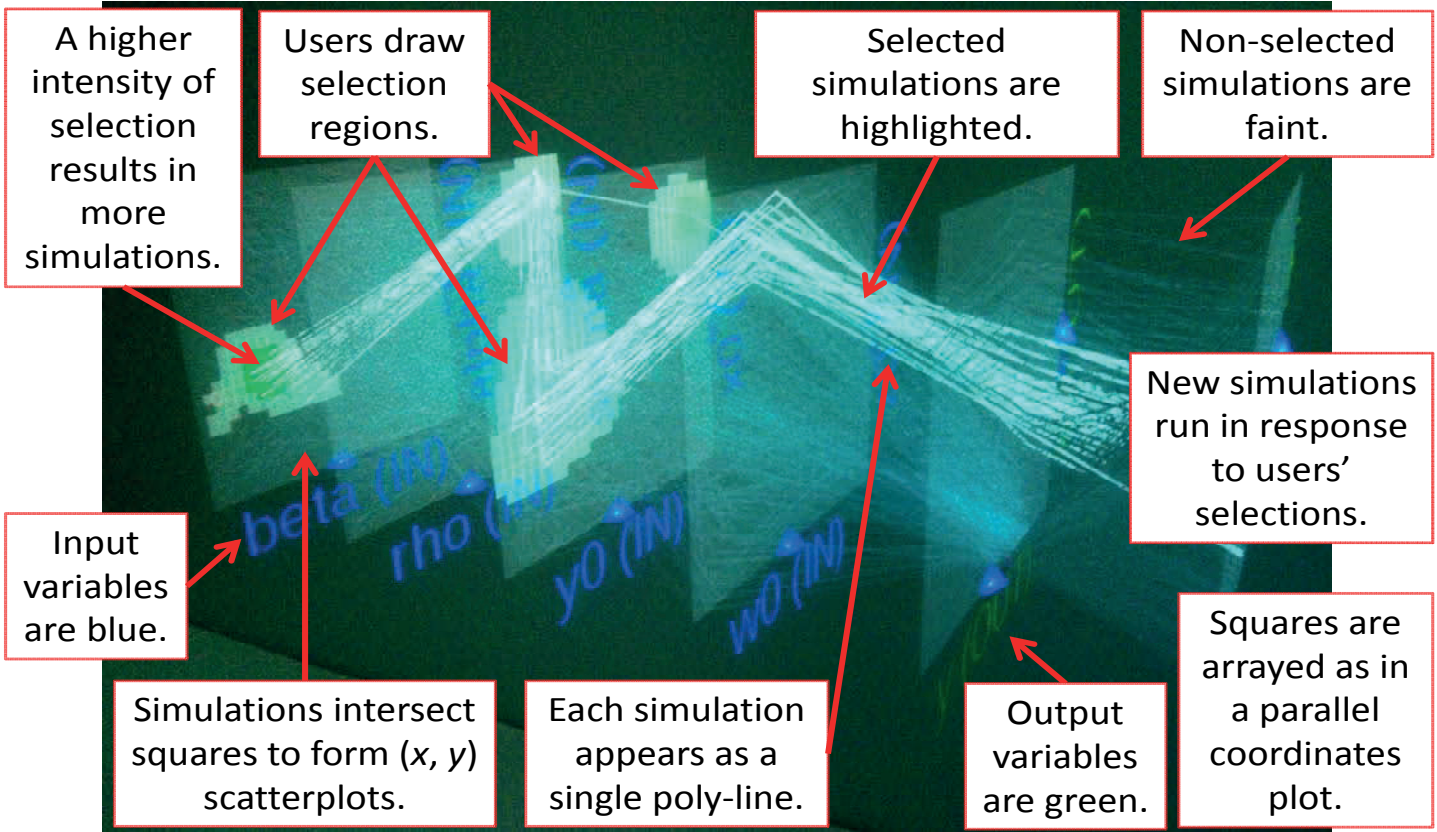 A higher
intensity of
selection
results in
more
simulations.
Users draw
selection
regions.
Selected
simulations are
highlighted.
Non-selected
simulations are
faint.
New simulations
run in response
to users’
selections.
beta (IN)
rho (IN)
y0 (IN)
w0 (IN)
Input
variables
are blue.
Simulations intersect
squares to form (x, y)
scatterplots.
Each simulation
appears as a
single poly-line.
Output
variables
are green.
Squares are
arrayed as in
a parallel
coordinates
plot.